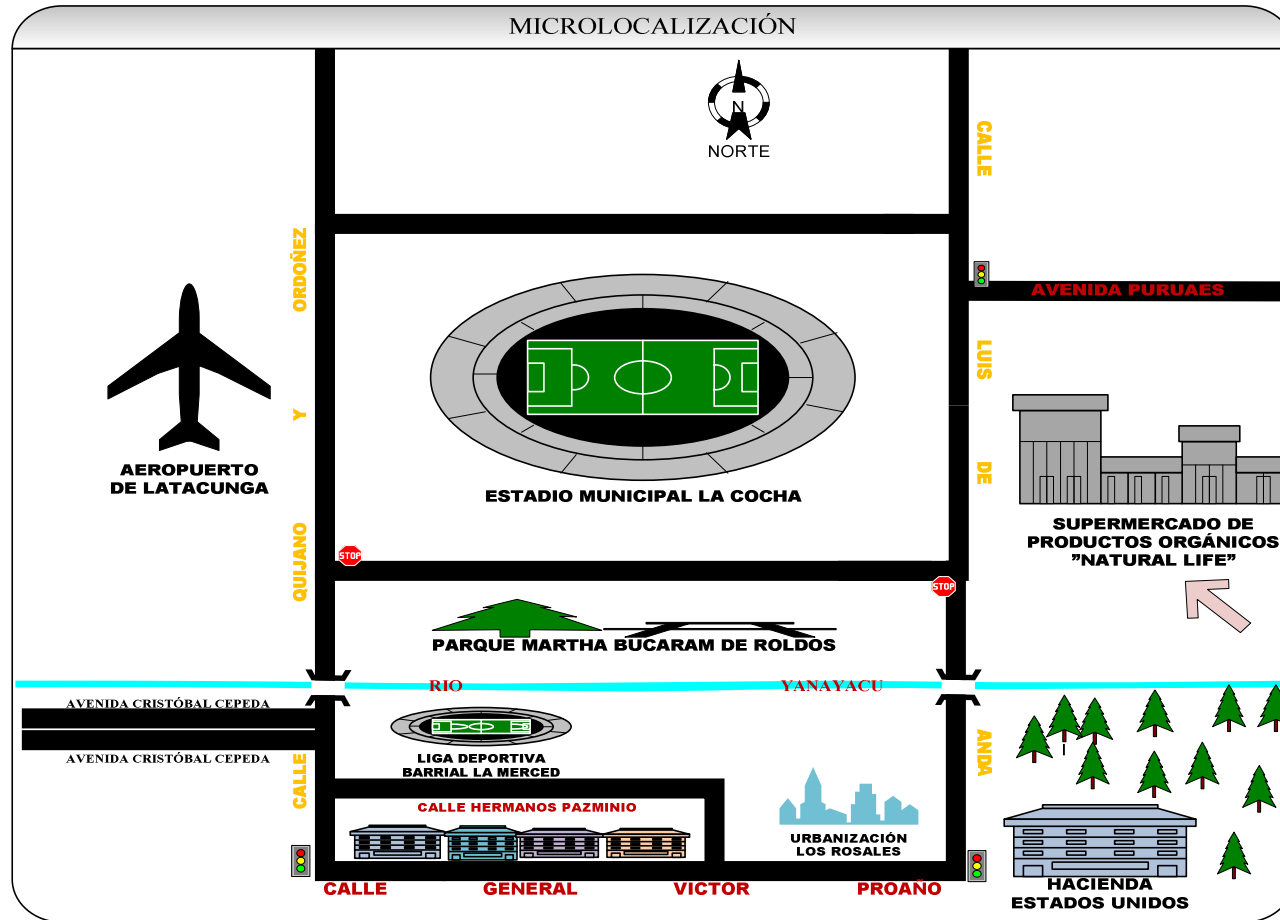 MICROLOCALIZACIÓN
N
NORTE
CALLE
LUIS
DE
ANDA
CALLE
QUIJANO
Y
ORDOÑEZ
AVENIDA PURUAES
AEROPUERTO
DE LATACUNGA
ESTADIO MUNICIPAL LA COCHA
SUPERMERCADO DE
PRODUCTOS ORGÁNICOS
”NATURAL LIFE”
STOP
STOP
PARQUE MARTHA BUCARAM DE ROLDOS
RIO YANAYACU
AVENIDA CRISTÓBAL CEPEDA
AVENIDA CRISTÓBAL CEPEDA
LIGA DEPORTIVA
BARRIAL LA MERCED
CALLE HERMANOS PAZMINIO
URBANIZACIÓN
LOS ROSALES
HACIENDA
ESTADOS UNIDOS
CALLE GENERAL VICTOR PROAÑO